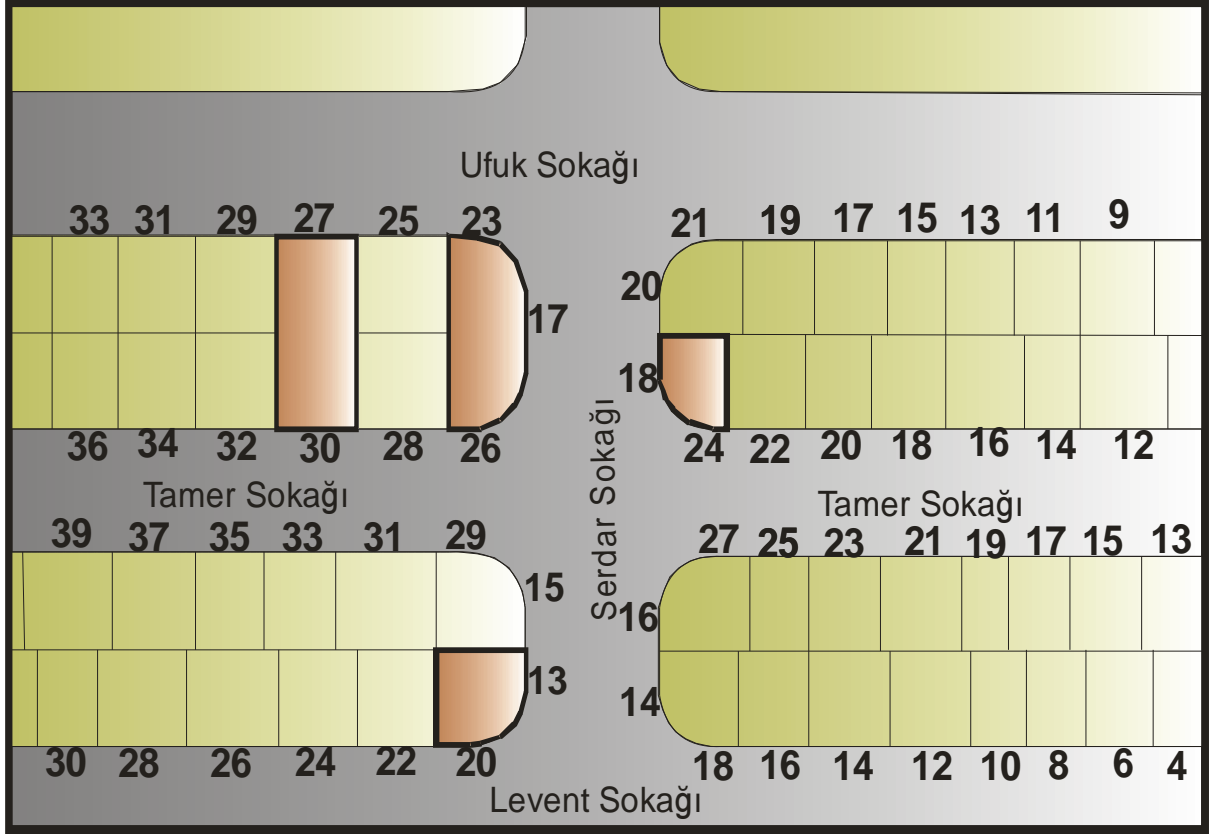 Ufuk Sokağı
33 31 29 27 25 23 21 19 17 15 13 11 9
20
17
18
36 34 32 30 28 26 24 22 20 18 16 14 12
Tamer Sokağı
Serdar Sokağı
Tamer Sokağı
39 37 35 33 31 29 27 25 23 21 19 17 15 13
15
16
13
14
30 28 26 24 22 20 18 16 14 12 10 8 6 4
Levent Sokağı